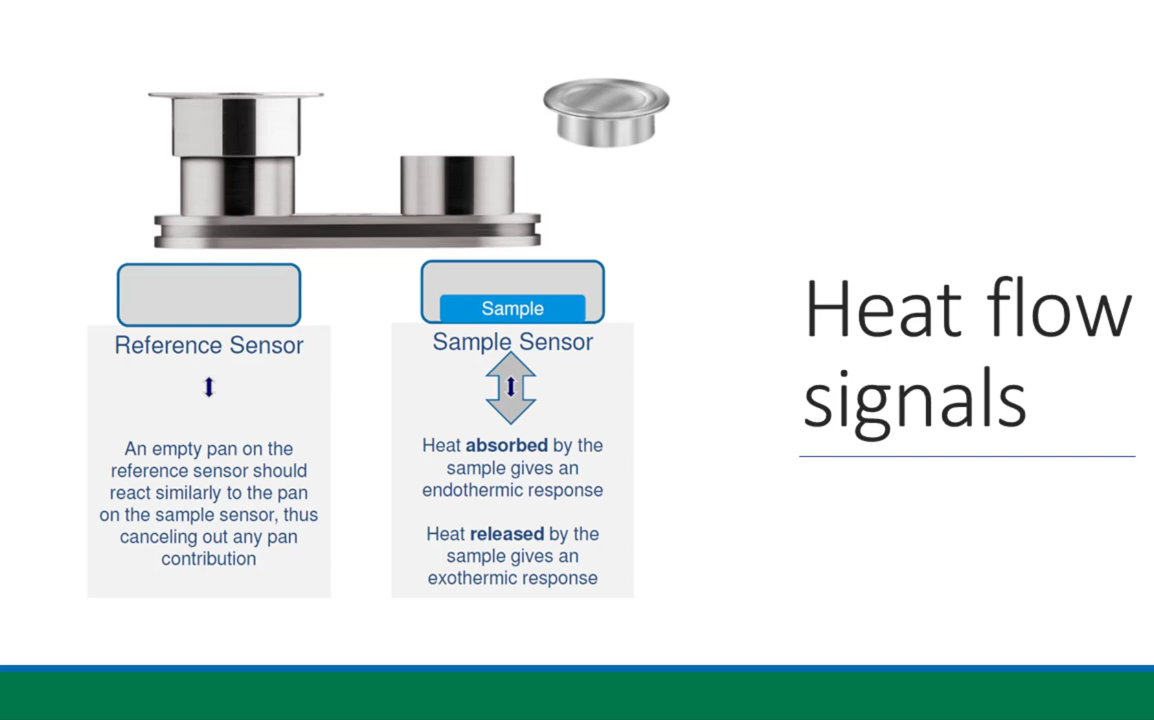 Sample
Reference Sensor
An empty pan on the
reference sensor should
react similarly to the pan
on the sample sensor, thus
canceling out any pan
contribution
Sample Sensor
Heat absorbed by the
sample gives an
endothermic response
Heat released by the
sample gives an
exothermic response
Heat flow
signals